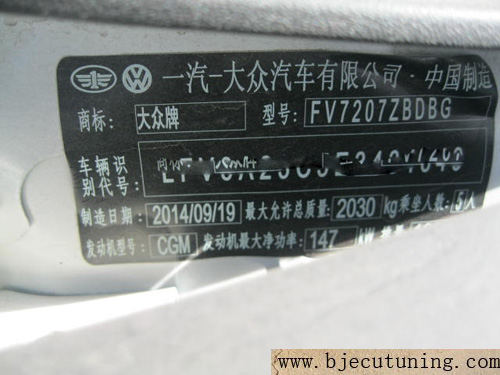 一汽-大众汽车有限公司·中国制造
商标: 大众牌 型号: FV7207ZBDBG
车辆识别代号:
制造日期: 2014/09/19 最大允许总质量: 2030 kg 乘坐人数: 5人
发动机型号: CGM 发动机最大净功率: 147 kW
www.bjecutuning.com